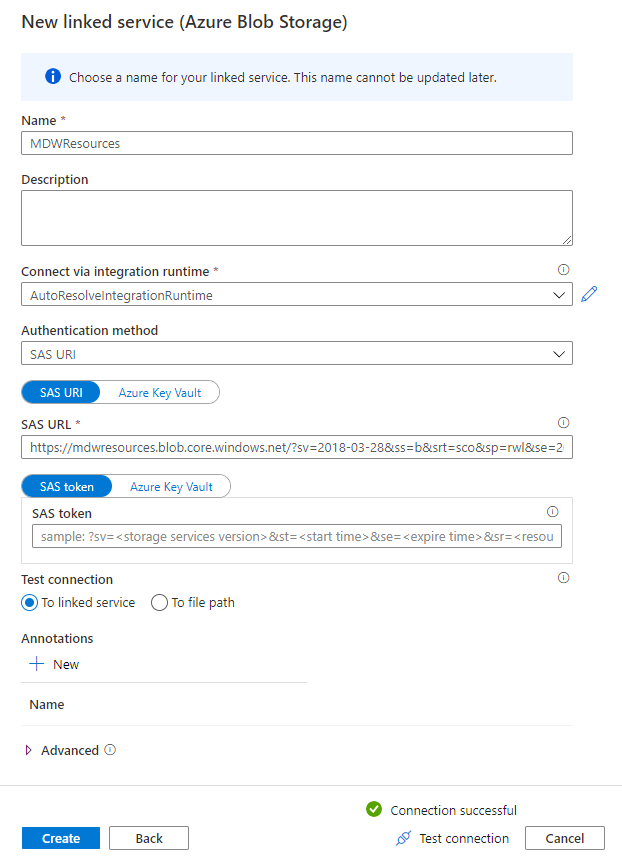 New linked service (Azure Blob Storage)
Choose a name for your linked service. This name cannot be updated later.
Name *
MDWResources
Description
Connect via integration runtime *
AutoResolveIntegrationRuntime
Authentication method
SAS URI
SAS URI Azure Key Vault
SAS URL *
https://mdwresources.blob.core.windows.net/?sv=2018-03-28&ss=b&srt=sco&sp=rwl&se=2
SAS token Azure Key Vault
SAS token
sample: ?sv=<storage services version>&st=<start time>&se=<expire time>&sr=<resou
Test connection
To linked service To file path
Annotations
New
Name
Advanced
Connection successful
Create Back Test connection Cancel